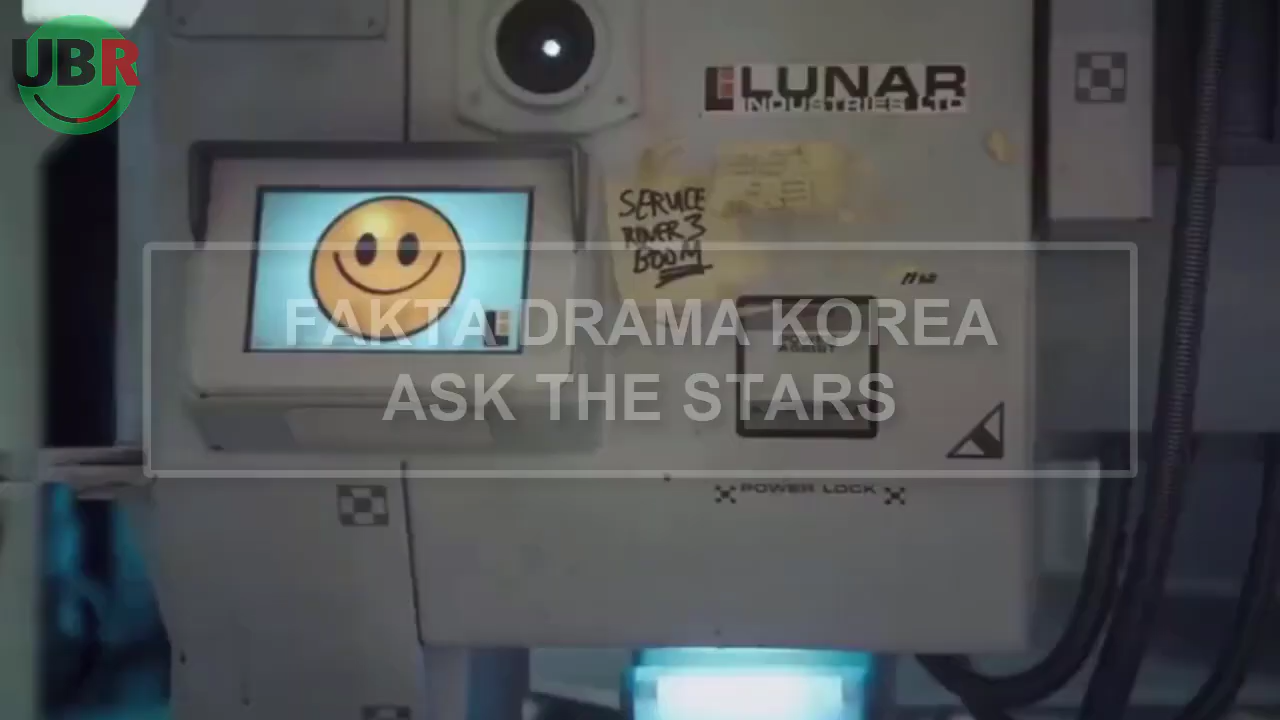 UBR
LUNAR
INDUSTRIES LTD
SERVICE
ROVER 3
BOOM
FAKTA DRAMA KOREA
ASK THE STARS
POWER LOCK